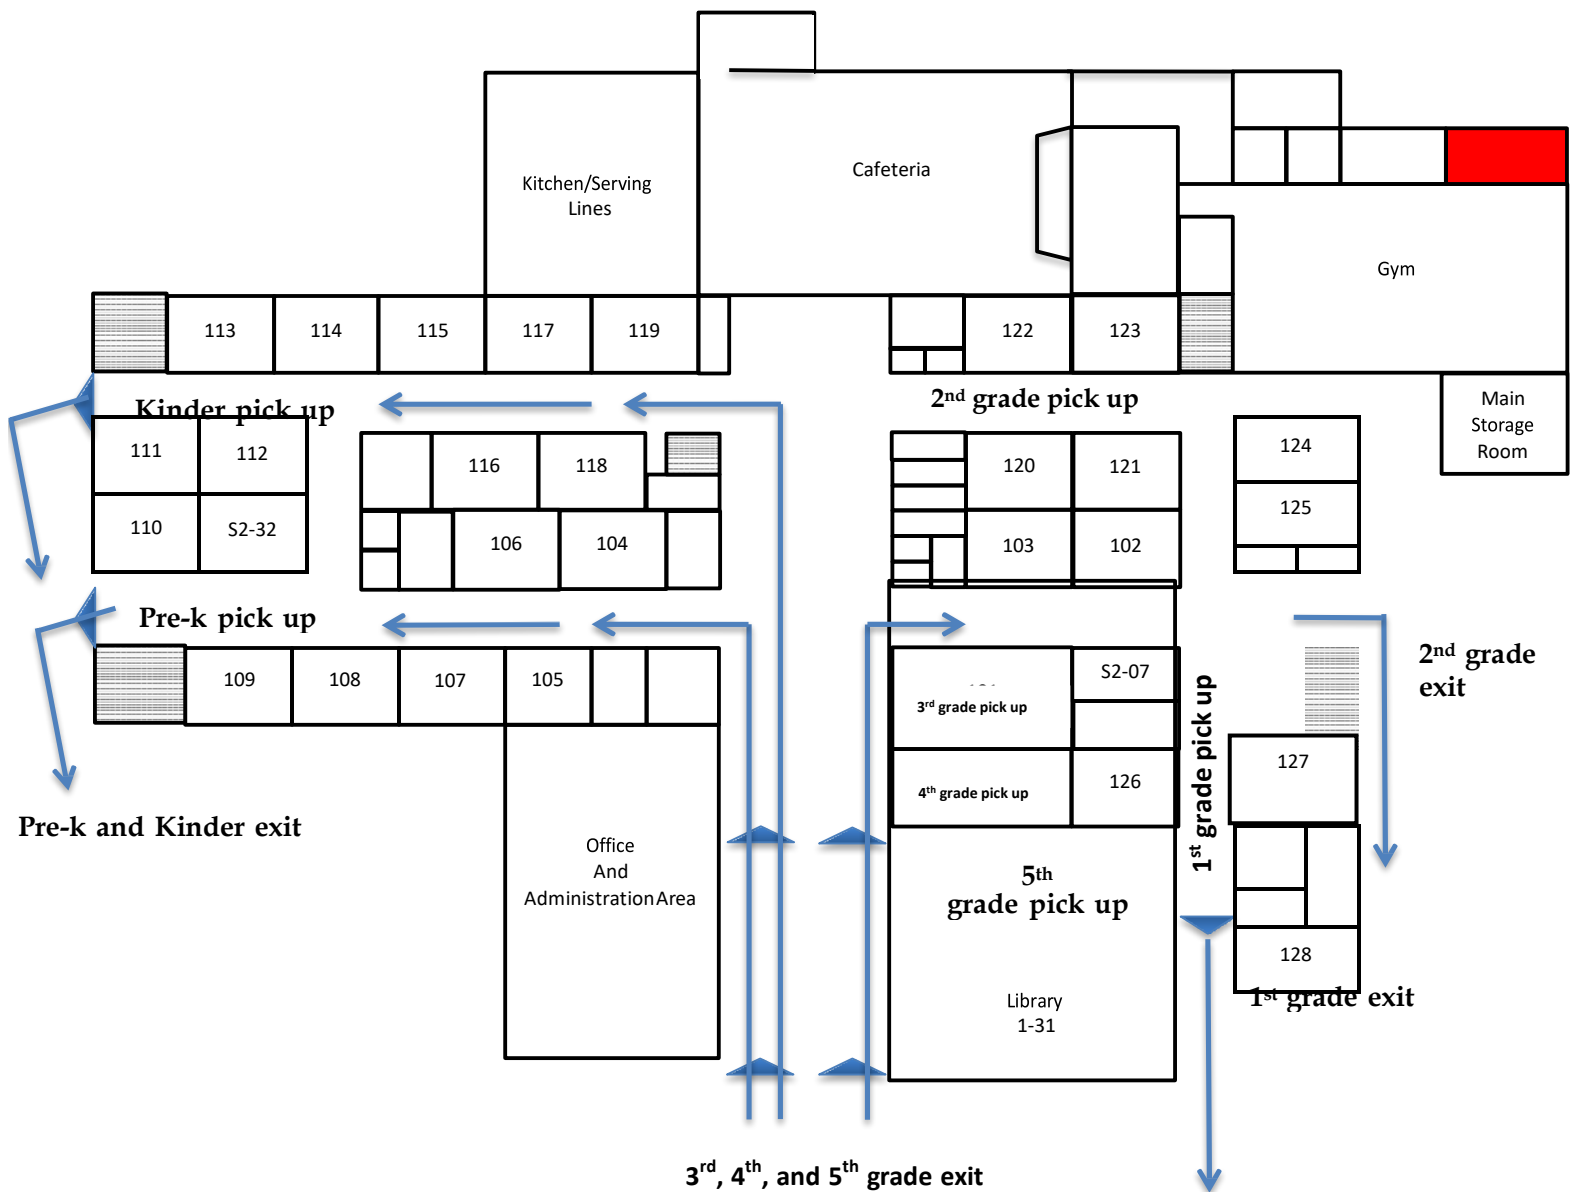 Cafeteria
Kitchen/Serving
Lines
Gym
113
114
115
117
119
122
123
Kinder pick up
2nd grade pick up
Main
Storage
Room
111
112
116
118
120
121
124
110
S2-32
106
104
103
102
125
Pre-k pick up
2nd grade
exit
109
108
107
105
S2-07
3rd grade pick up
1st grade pick up
127
126
4th grade pick up
Pre-k and Kinder exit
Office
And
Administration Area
5th
grade pick up
128
1st grade exit
Library
1-31
3rd, 4th, and 5th grade exit